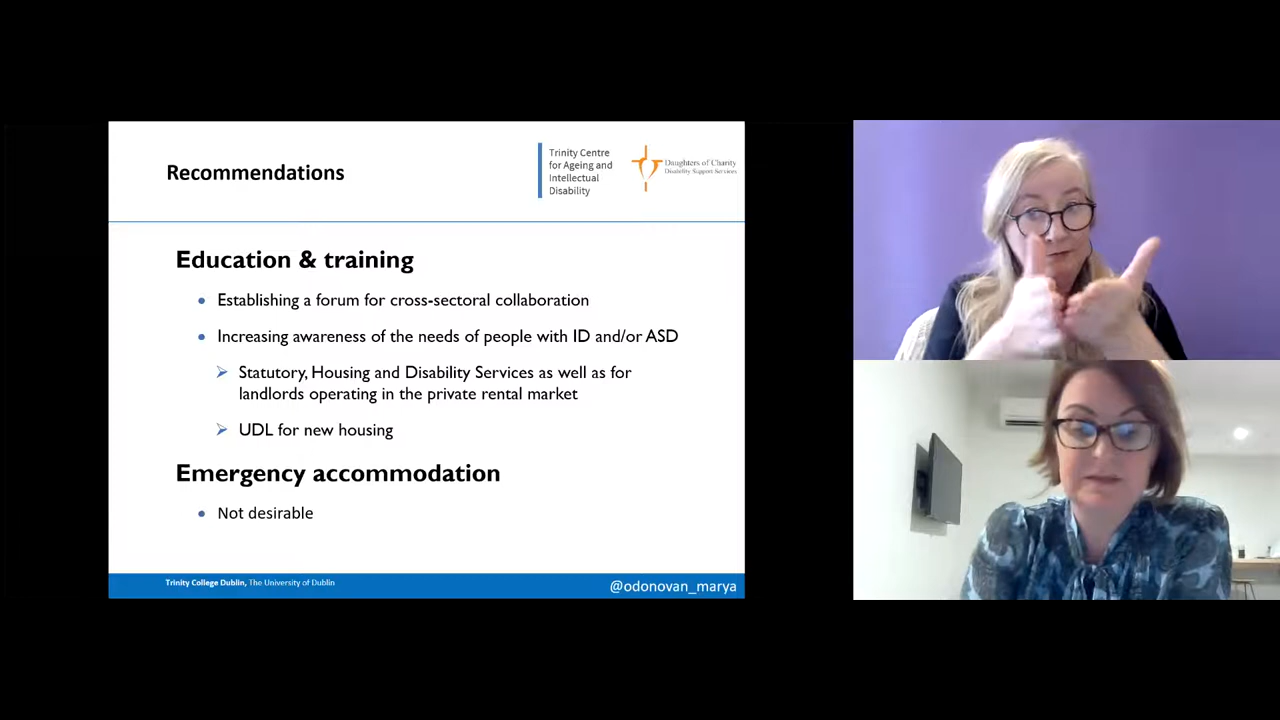 Recommendations
Trinity Centre
for Ageing and
Intellectual
Disability
Daughters of Charity
Disability Support Services
Education & training
• Establishing a forum for cross-sectoral collaboration
• Increasing awareness of the needs of people with ID and/or ASD
➢ Statutory, Housing and Disability Services as well as for
landlords operating in the private rental market
➢ UDL for new housing
Emergency accommodation
• Not desirable
Trinity College Dublin, The University of Dublin
@odonovan_marya